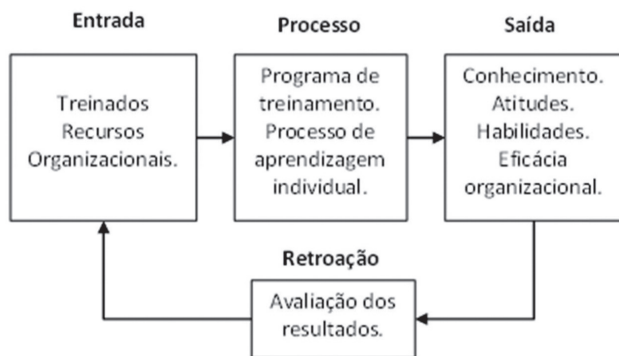 Entrada
Treinados
Recursos
Organizacionais.
Processo
Programa de
treinamento.
Processo de
aprendizagem
individual.
Saída
Conhecimento.
Atitudes.
Habilidades.
Eficácia
organizacional.
Retroação
Avaliação dos
resultados.